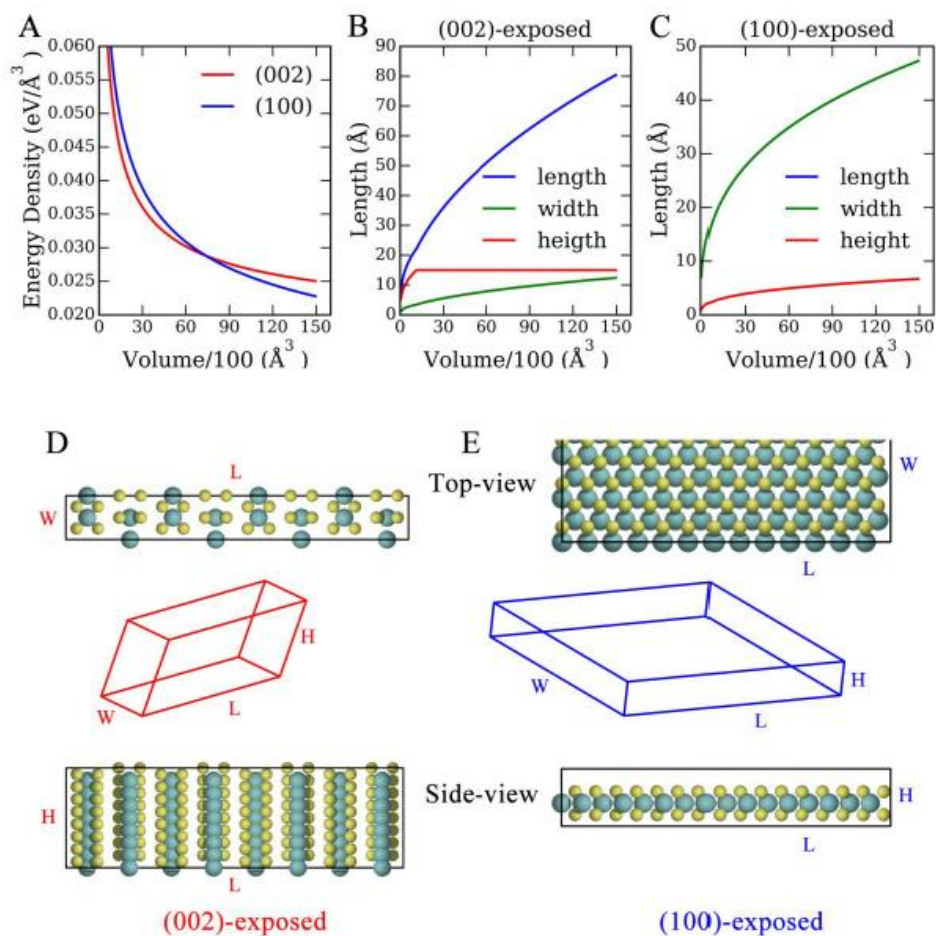 A
0.060
0.055
0.050
0.045
0.040
0.035
0.030
0.025
0.020
Energy Density (eV/Å³)
(002)
(100)
0 30 60 90 120 150
Volume/100 (Å³)
B
(002)-exposed
90
80
70
60
50
40
30
20
10
0
Length (Å)
length
width
heigth
0 30 60 90 120 150
Volume/100 (Å³)
C
(100)-exposed
50
40
30
20
10
0
Length (Å)
length
width
height
0 30 60 90 120 150
Volume/100 (Å³)
D
L
W
H
W
L
H
L
(002)-exposed
Top-view
Side-view
E
W
L
W
H
L
H
L
(100)-exposed